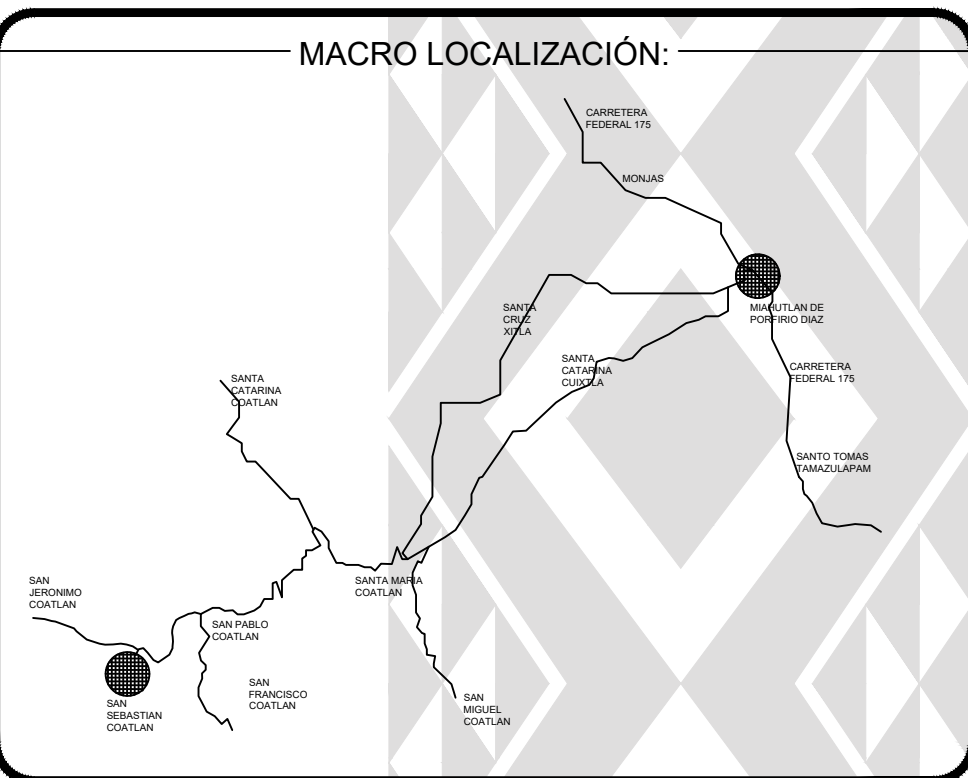 MACRO LOCALIZACIÓN:
CARRETERA
FEDERAL 175
MONJAS
MIAHUTLAN DE
PORFIRIO DIAZ
SANTA
CRUZ
XITLA
SANTA
CATARINA
CUIXTLA
CARRETERA
FEDERAL 175
SANTA
CATARINA
COATLAN
SANTO TOMAS
TAMAZULAPAM
SAN
JERONIMO
COATLAN
SANTA MARIA
COATLAN
SAN PABLO
COATLAN
SAN
FRANCISCO
COATLAN
SAN
MIGUEL
COATLAN
SAN
SEBASTIAN
COATLAN